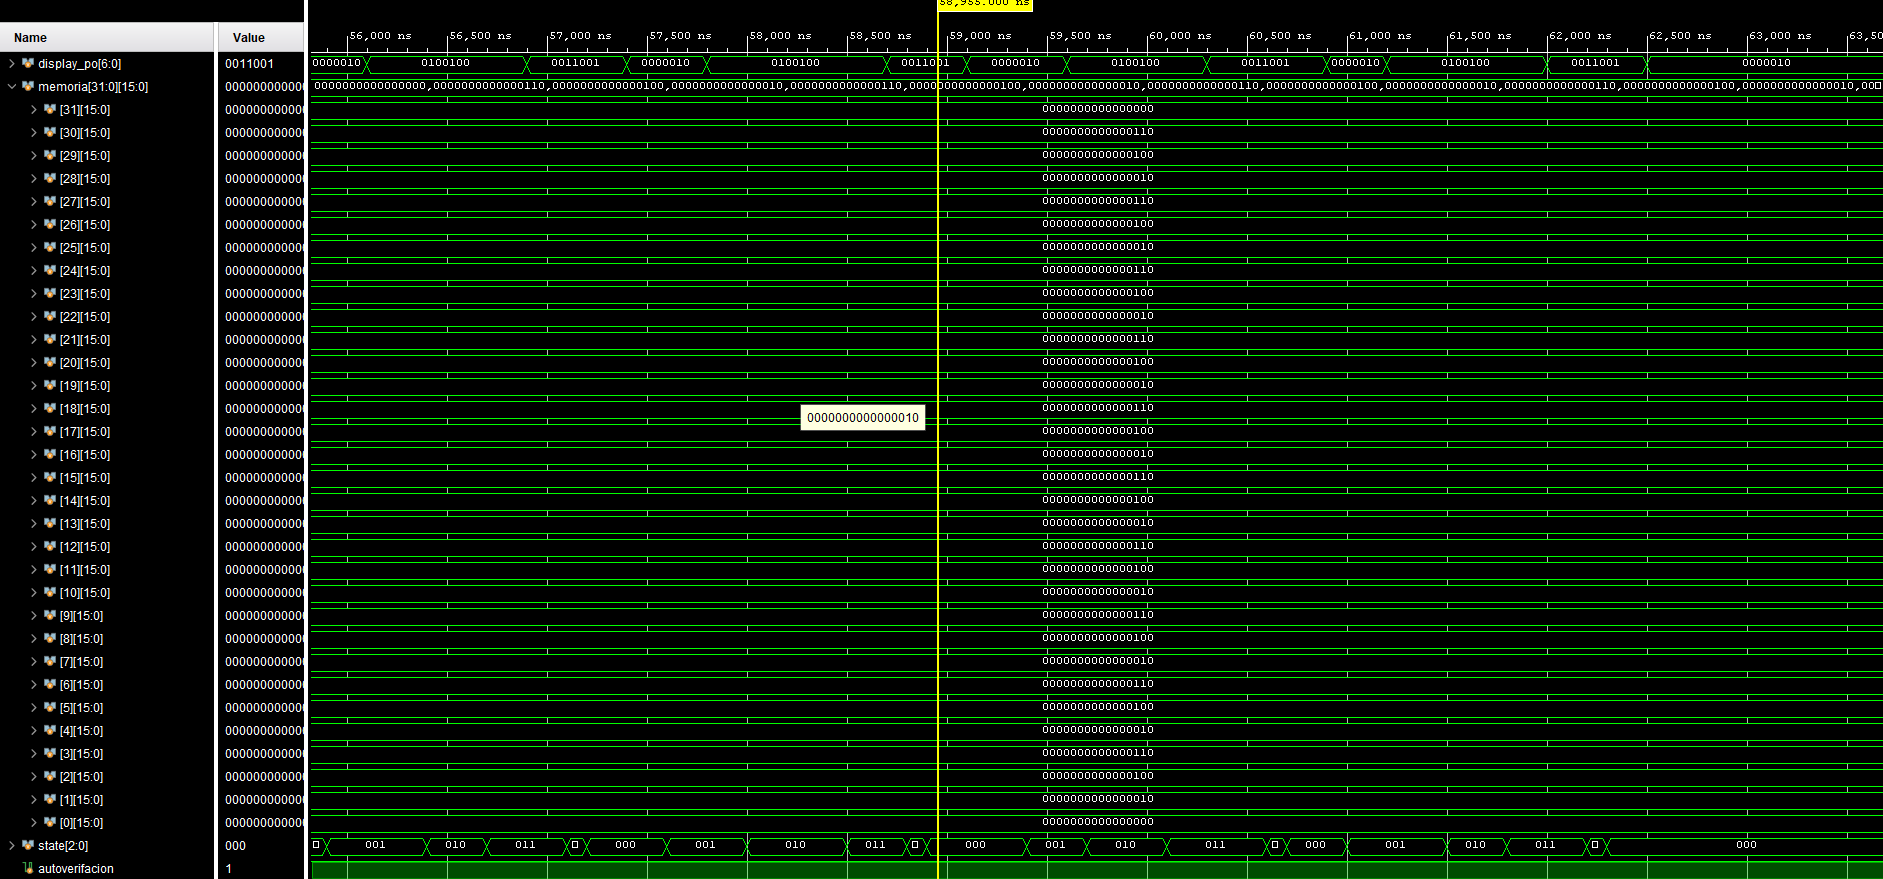 58,955.000 ns
Name Value 56,000 ns 56,500 ns 57,000 ns 57,500 ns 58,000 ns 58,500 ns 59,000 ns 59,500 ns 60,000 ns 60,500 ns 61,000 ns 61,500 ns 62,000 ns 62,500 ns 63,000 ns 63,5
display_po[6:0] 0011001 0000010 0100100 0011001 0000010 0100100 0011001 0000010 0100100 0011001 0000010 0100100 0011001 0000010
memoria[31:0][15:0] 000000000000 0000000000000000,0000000000000110,0000000000000100,0000000000000010,0000000000000110,0000000000000100,0000000000000010,0000000000000110,0000000000000100,0000000000000010,0000000000000110,0000000000000100,0000000000000010,000
[31][15:0] 000000000000 0000000000000000
[30][15:0] 000000000000 0000000000000110
[29][15:0] 000000000000 0000000000000100
[28][15:0] 000000000000 0000000000000010
[27][15:0] 000000000000 0000000000000110
[26][15:0] 000000000000 0000000000000100
[25][15:0] 000000000000 0000000000000010
[24][15:0] 000000000000 0000000000000110
[23][15:0] 000000000000 0000000000000100
[22][15:0] 000000000000 0000000000000010
[21][15:0] 000000000000 0000000000000110
[20][15:0] 000000000000 0000000000000100
[19][15:0] 000000000000 0000000000000010
[18][15:0] 000000000000 0000000000000110
0000000000000010
[17][15:0] 000000000000 0000000000000100
[16][15:0] 000000000000 0000000000000010
[15][15:0] 000000000000 0000000000000110
[14][15:0] 000000000000 0000000000000100
[13][15:0] 000000000000 0000000000000010
[12][15:0] 000000000000 0000000000000110
[11][15:0] 000000000000 0000000000000100
[10][15:0] 000000000000 0000000000000010
[9][15:0] 000000000000 0000000000000110
[8][15:0] 000000000000 0000000000000100
[7][15:0] 000000000000 0000000000000010
[6][15:0] 000000000000 0000000000000110
[5][15:0] 000000000000 0000000000000100
[4][15:0] 000000000000 0000000000000010
[3][15:0] 000000000000 0000000000000110
[2][15:0] 000000000000 0000000000000100
[1][15:0] 000000000000 0000000000000010
[0][15:0] 000000000000 0000000000000000
state[2:0] 000 001 010 011 000 001 010 011 000 001 010 011 000 001 010 011 000
autoverifacion 1